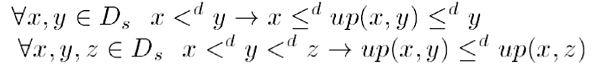 ∀x, y ∈ D_s   x <^d y → x ≤^d up(x, y) ≤^d y
∀x, y, z ∈ D_s   x <^d y <^d z → up(x, y) ≤^d up(x, z)